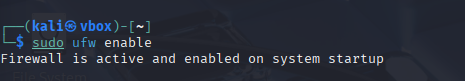 ┌──(kali㉿vbox)-[~]
└─$ sudo ufw enable
Firewall is active and enabled on system startup